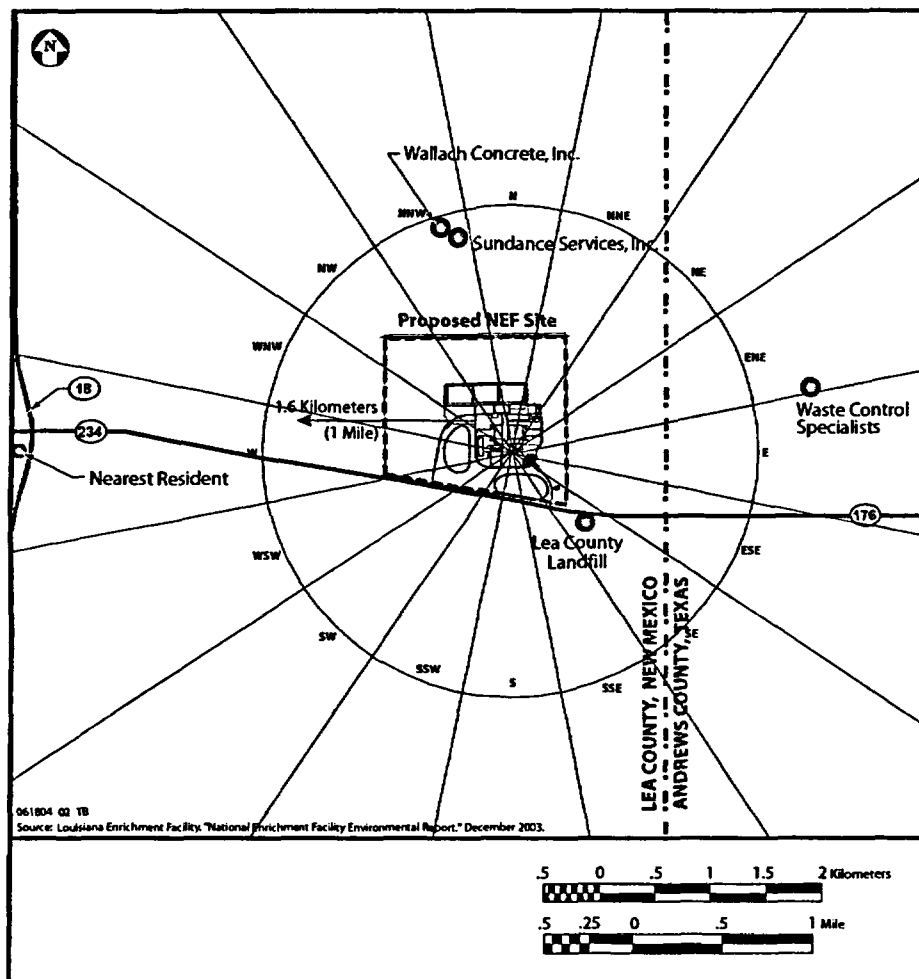 N
Wallach Concrete, Inc.
N
NNW
NNE
Sundance Services, Inc.
NW
NE
Proposed NEF Site
WNW
ENE
18
1.6 Kilometers
(1 Mile)
Waste Control
Specialists
234
W
E
Nearest Resident
176
Lea County
Landfill
WSW
ESE
SW
SE
SSW
S
SSE
LEA COUNTY, NEW MEXICO
ANDREWS COUNTY, TEXAS
061804 02 TB
Source: Louisiana Enrichment Facility. "National Enrichment Facility Environmental Report." December 2003.
.5 0 .5 1 1.5 2 Kilometers
.5 .25 0 .5 1 Mile